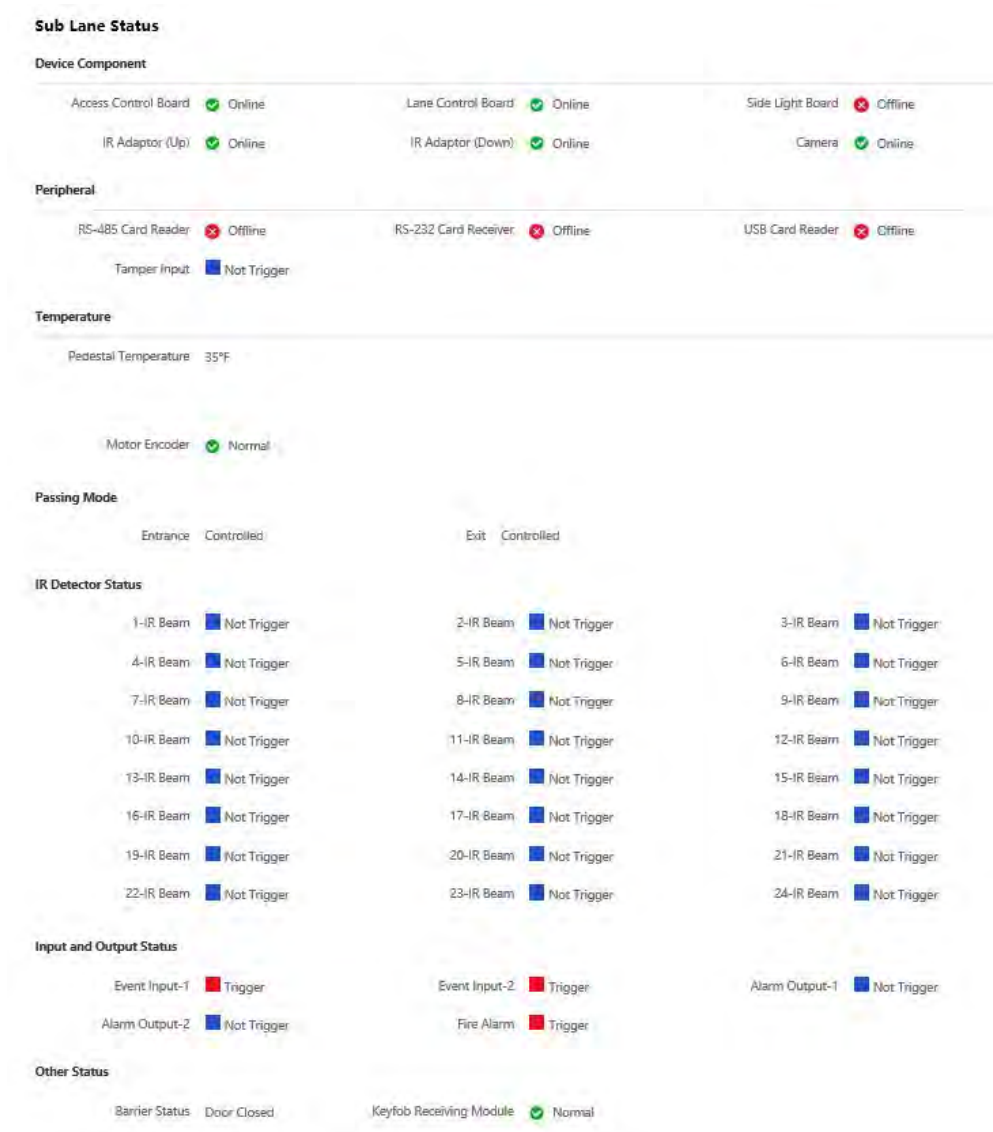 Sub Lane Status
Device Component
Access Control Board Online Lane Control Board Online Side Light Board Offline
IR Adaptor (Up) Online IR Adaptor (Down) Online Camera Online
Peripheral
RS-485 Card Reader Offline RS-232 Card Receiver Offline USB Card Reader Offline
Tamper Input Not Trigger
Temperature
Pedestal Temperature 35°F
Motor Encoder Normal
Passing Mode
Entrance Controlled Exit Controlled
IR Detector Status
1-IR Beam Not Trigger 2-IR Beam Not Trigger 3-IR Beam Not Trigger
4-IR Beam Not Trigger 5-IR Beam Not Trigger 6-IR Beam Not Trigger
7-IR Beam Not Trigger 8-IR Beam Not Trigger 9-IR Beam Not Trigger
10-IR Beam Not Trigger 11-IR Beam Not Trigger 12-IR Beam Not Trigger
13-IR Beam Not Trigger 14-IR Beam Not Trigger 15-IR Beam Not Trigger
16-IR Beam Not Trigger 17-IR Beam Not Trigger 18-IR Beam Not Trigger
19-IR Beam Not Trigger 20-IR Beam Not Trigger 21-IR Beam Not Trigger
22-IR Beam Not Trigger 23-IR Beam Not Trigger 24-IR Beam Not Trigger
Input and Output Status
Event Input-1 Trigger Event Input-2 Trigger Alarm Output-1 Not Trigger
Alarm Output-2 Not Trigger Fire Alarm Trigger
Other Status
Barrier Status Door Closed Keyfob Receiving Module Normal